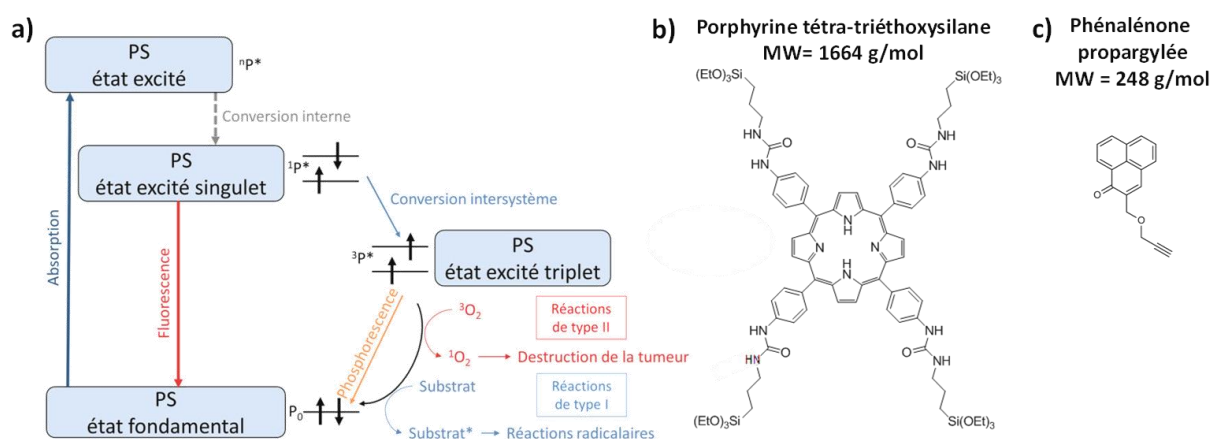 a)
PS
état excité
ⁿP*
Conversion interne
PS
état excité singulet
¹P*
Conversion intersystème
³P*
PS
état excité triplet
Absorption
Fluorescence
Phosphorescence
³O₂
Réactions
de type II
¹O₂
Destruction de la tumeur
Substrat
Réactions
de type I
Substrat*
Réactions radicalaires
PS
état fondamental
P₀
b)
Porphyrine tétra-triéthoxysilane
MW= 1664 g/mol
(EtO)₃Si
Si(OEt)₃
HN
NH
O
O
NH
HN
NH
N
N
HN
NH
HN
O
O
HN
NH
(EtO)₃Si
Si(OEt)₃
c)
Phénalénone
propargylée
MW = 248 g/mol
O
O